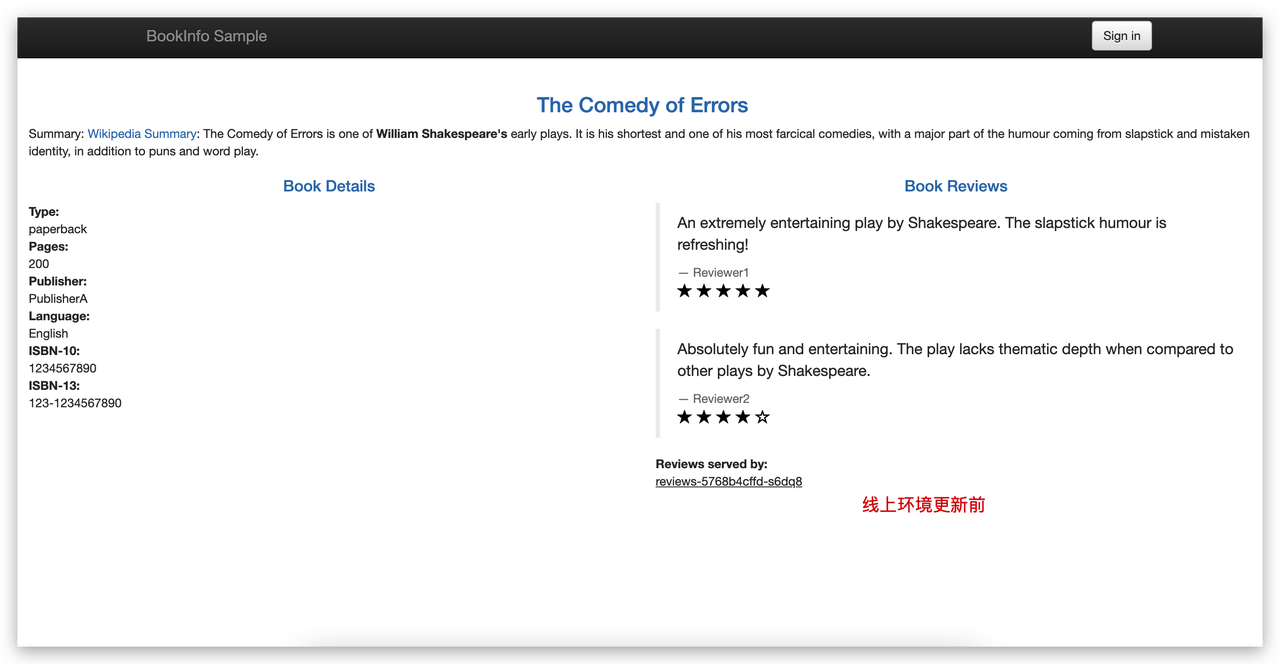 BookInfo Sample
Sign in
The Comedy of Errors
Summary: Wikipedia Summary: The Comedy of Errors is one of William Shakespeare's early plays. It is his shortest and one of his most farcical comedies, with a major part of the humour coming from slapstick and mistaken
identity, in addition to puns and word play.
Book Details
Type:
paperback
Pages:
200
Publisher:
PublisherA
Language:
English
ISBN-10:
1234567890
ISBN-13:
123-1234567890
Book Reviews
An extremely entertaining play by Shakespeare. The slapstick humour is
refreshing!
— Reviewer1
★★★★★
Absolutely fun and entertaining. The play lacks thematic depth when compared to
other plays by Shakespeare.
— Reviewer2
★★★★☆
Reviews served by:
reviews-5768b4cffd-s6dq8
线上环境更新前